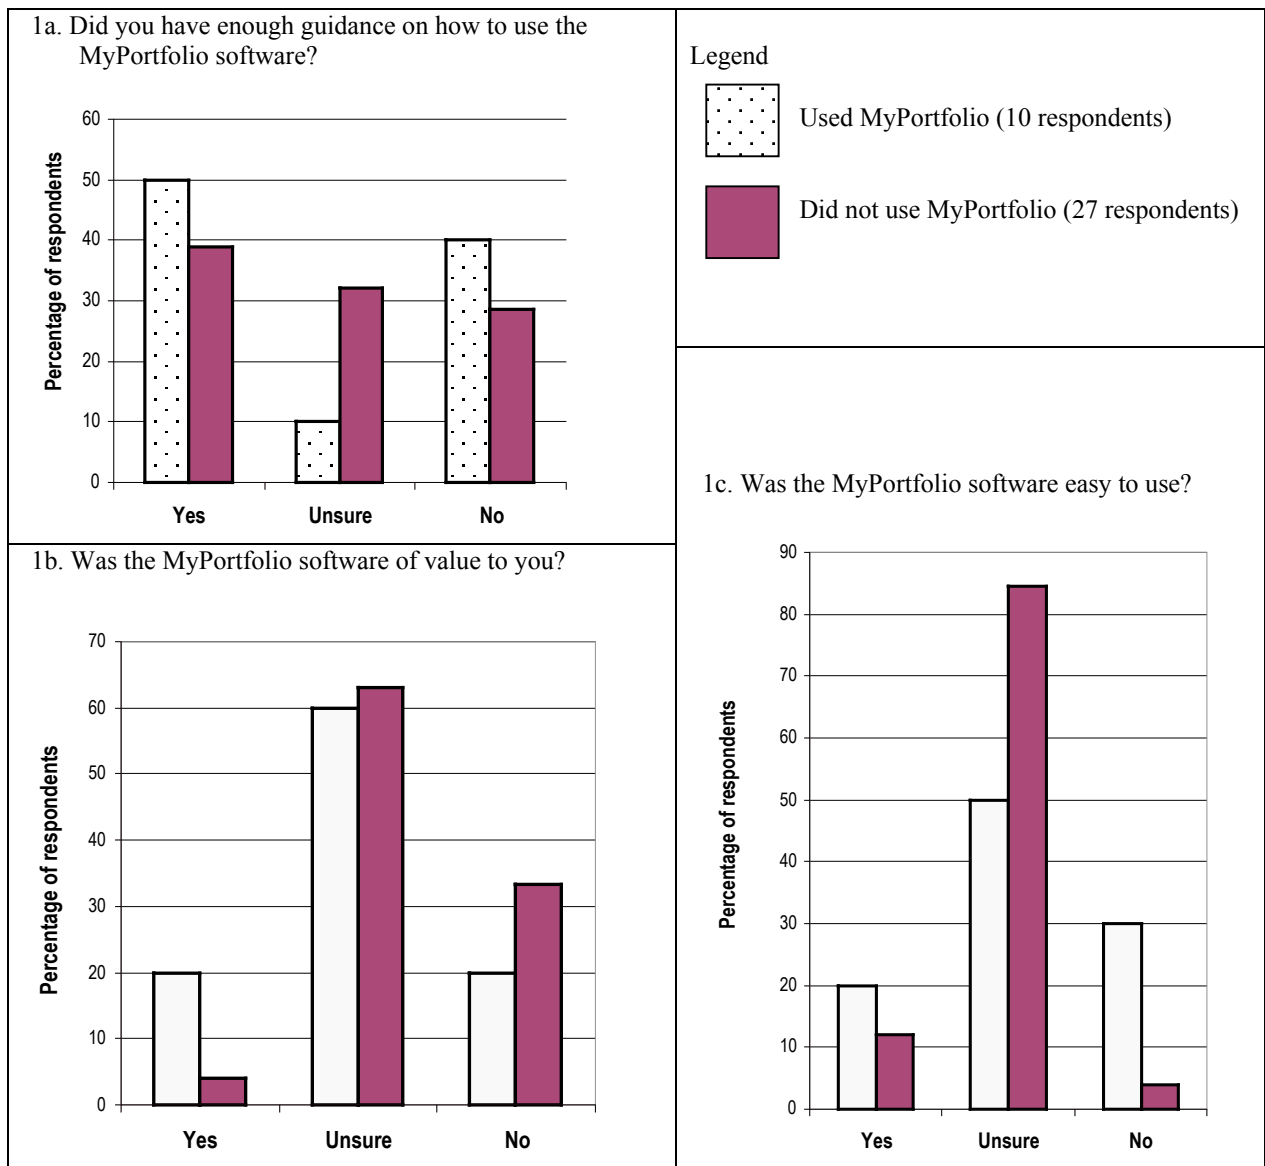 1a. Did you have enough guidance on how to use the
MyPortfolio software?
60
50
40
30
20
10
0
Percentage of respondents
Yes Unsure No
Legend
Used MyPortfolio (10 respondents)
Did not use MyPortfolio (27 respondents)
1b. Was the MyPortfolio software of value to you?
70
60
50
40
30
20
10
0
Percentage of respondents
Yes Unsure No
1c. Was the MyPortfolio software easy to use?
90
80
70
60
50
40
30
20
10
0
Percentage of respondents
Yes Unsure No